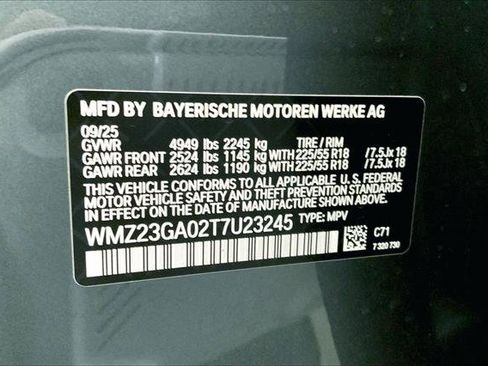 MFD BY BAYERISCHE MOTOREN WERKE AG
09/25
GVWR 4949 lbs 2245 kg TIRE / RIM
GAWR FRONT 2524 lbs 1145 kg WITH 225/55 R18 / 7.5Jx18
GAWR REAR 2624 lbs 1190 kg WITH 225/55 R18 / 7.5Jx18
THIS VEHICLE CONFORMS TO ALL APPLICABLE U.S. FEDERAL
MOTOR VEHICLE SAFETY AND THEFT PREVENTION STANDARDS
IN EFFECT ON THE DATE OF MANUFACTURE SHOWN ABOVE.
WMZ23GA02T7U23245 TYPE: MPV
C71
7 320 730